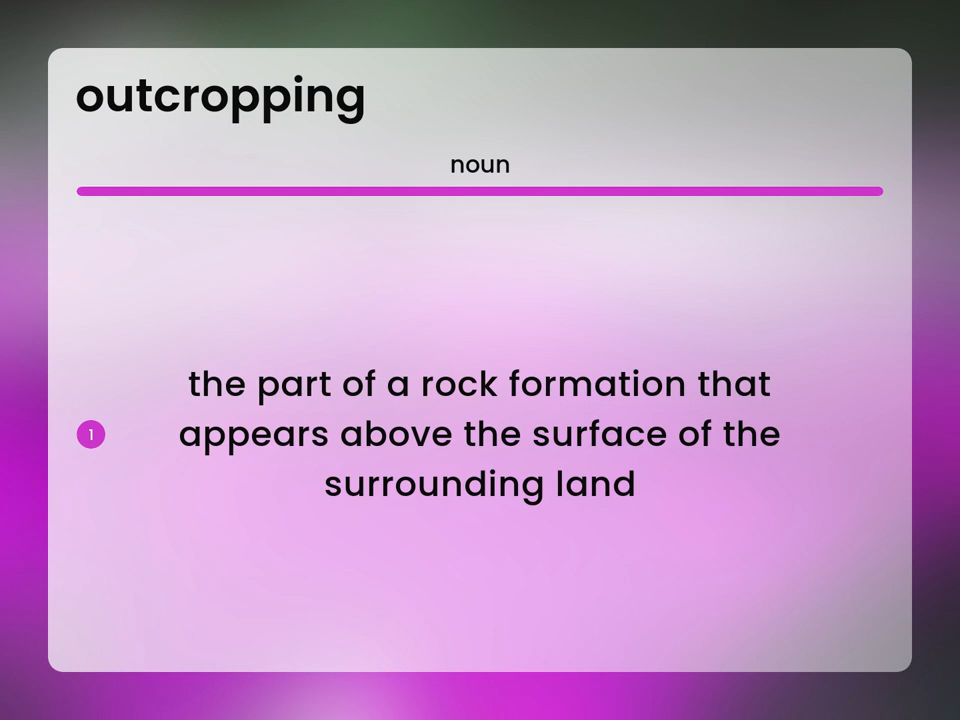 outcropping
noun
1
the part of a rock formation that
appears above the surface of the
surrounding land